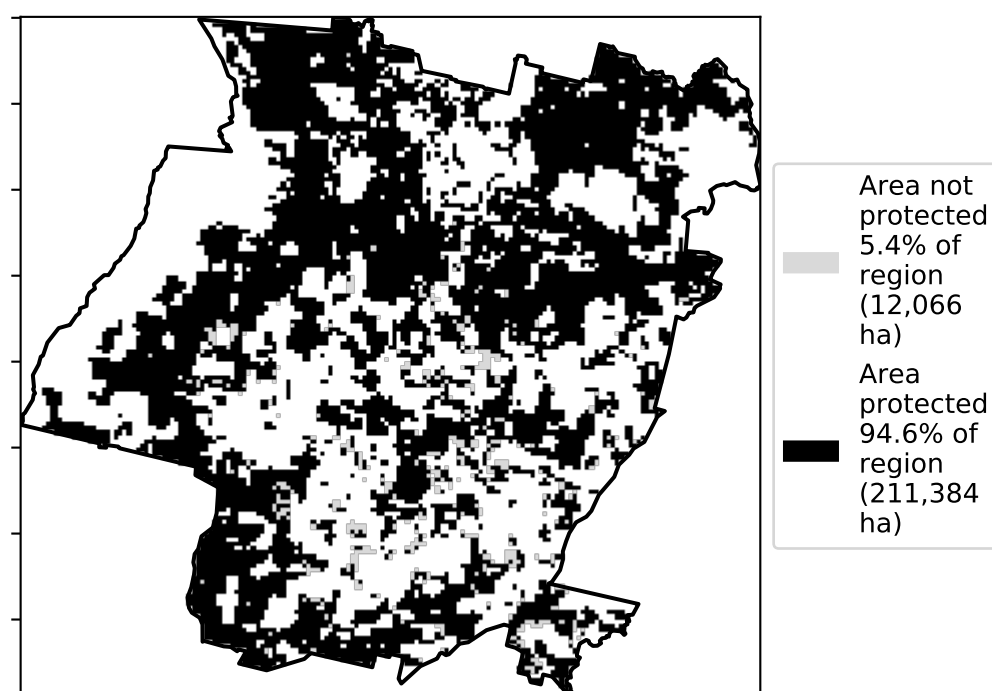 Area not
protected
5.4% of
region
(12,066
ha)
Area
protected
94.6% of
region
(211,384
ha)